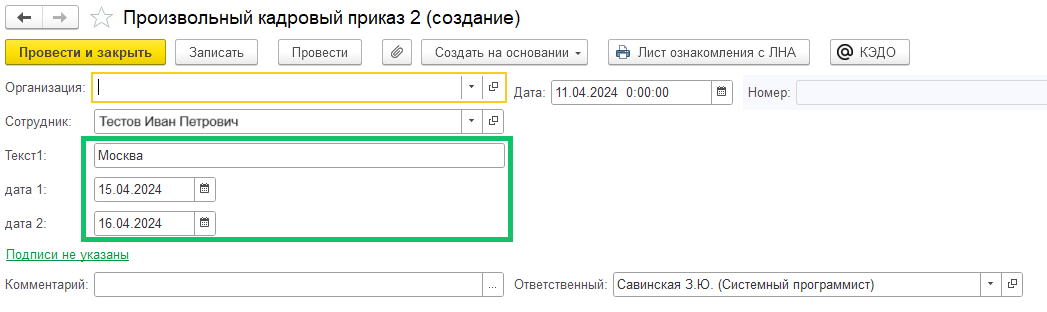 Произвольный кадровый приказ 2 (создание)
Провести и закрыть Записать Провести Создать на основании Лист ознакомления с ЛНА @ КЭДО
Организация: Дата: 11.04.2024 0:00:00 Номер:
Сотрудник: Тестов Иван Петрович
Текст1: Москва
дата 1: 15.04.2024
дата 2: 16.04.2024
Подписи не указаны
Комментарий: ... Ответственный: Савинская З.Ю. (Системный программист)